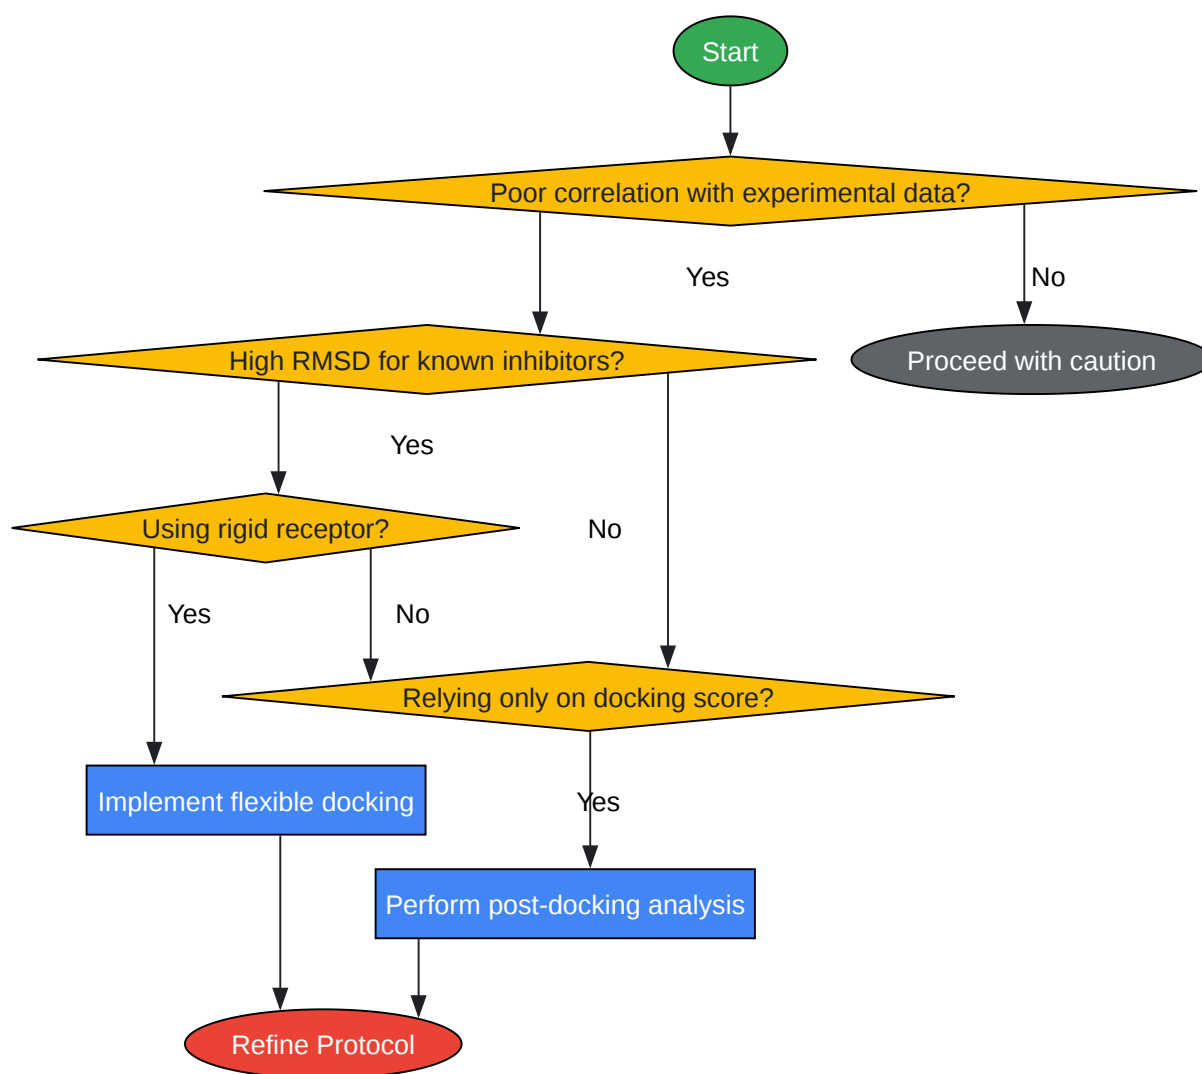 Start
Poor correlation with experimental data?
Yes
No
High RMSD for known inhibitors?
Proceed with caution
Yes
Using rigid receptor?
No
Yes
No
Relying only on docking score?
Implement flexible docking
Yes
Perform post-docking analysis
Refine Protocol